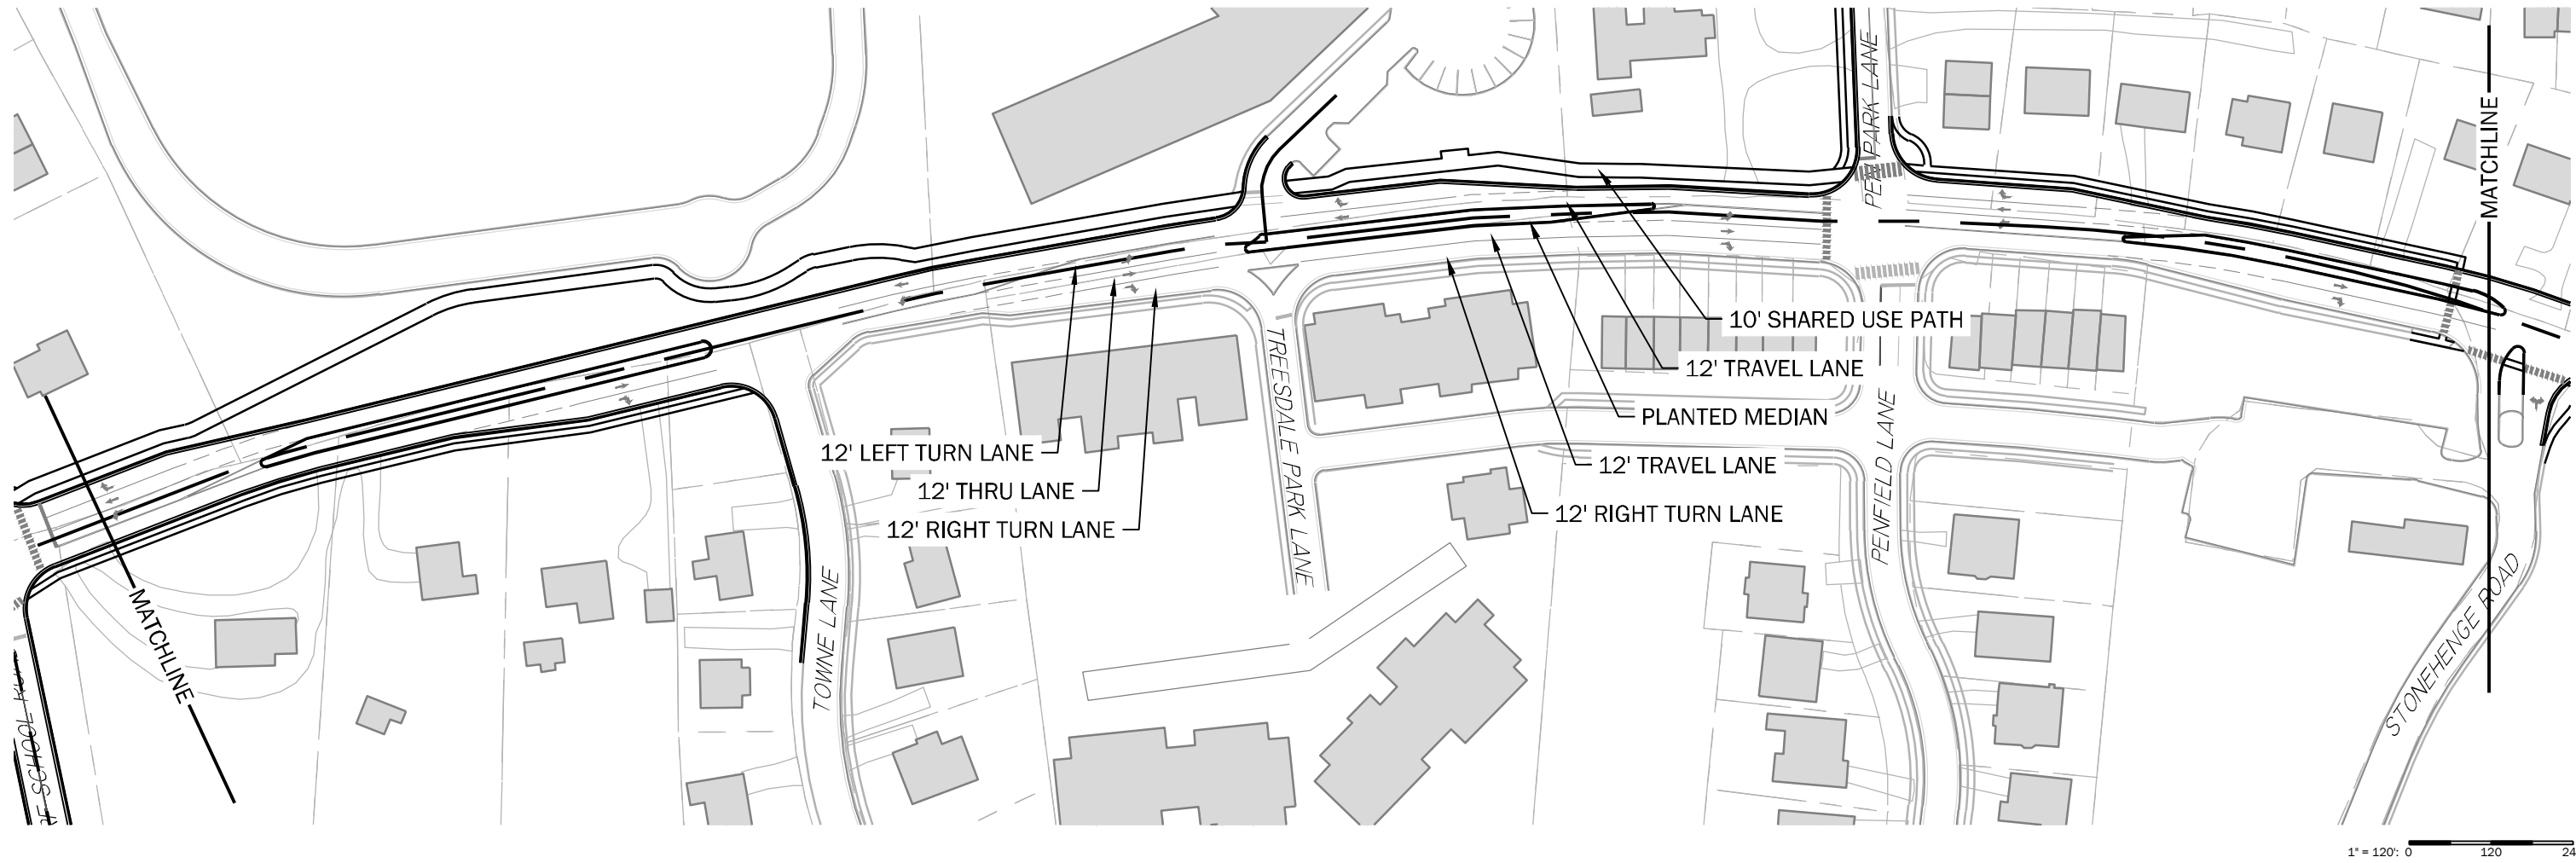 PENFIELD LANE
MATCHLINE
10' SHARED USE PATH
12' TRAVEL LANE
PLANTED MEDIAN
12' LEFT TURN LANE
12' THRU LANE
12' TRAVEL LANE
12' RIGHT TURN LANE
12' RIGHT TURN LANE
TREESDALE PARK LANE
PARK LANE
TOWNE LANE
MATCHLINE
STONEHENGE ROAD
SCHOOL
1" = 120': 0 120 24